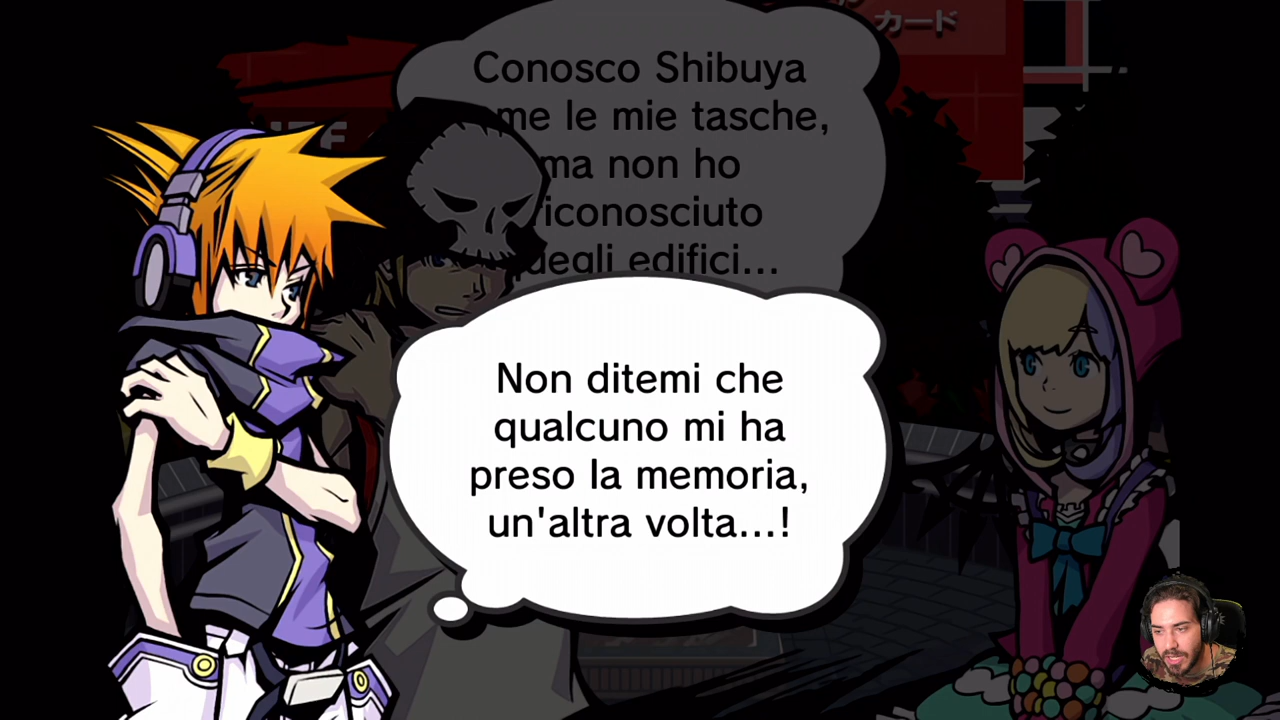 カード
Conosco Shibuya
me le mie tasche,
ma non ho
riconosciuto
quegli edifici...
Non ditemi che
qualcuno mi ha
preso la memoria,
un'altra volta...!